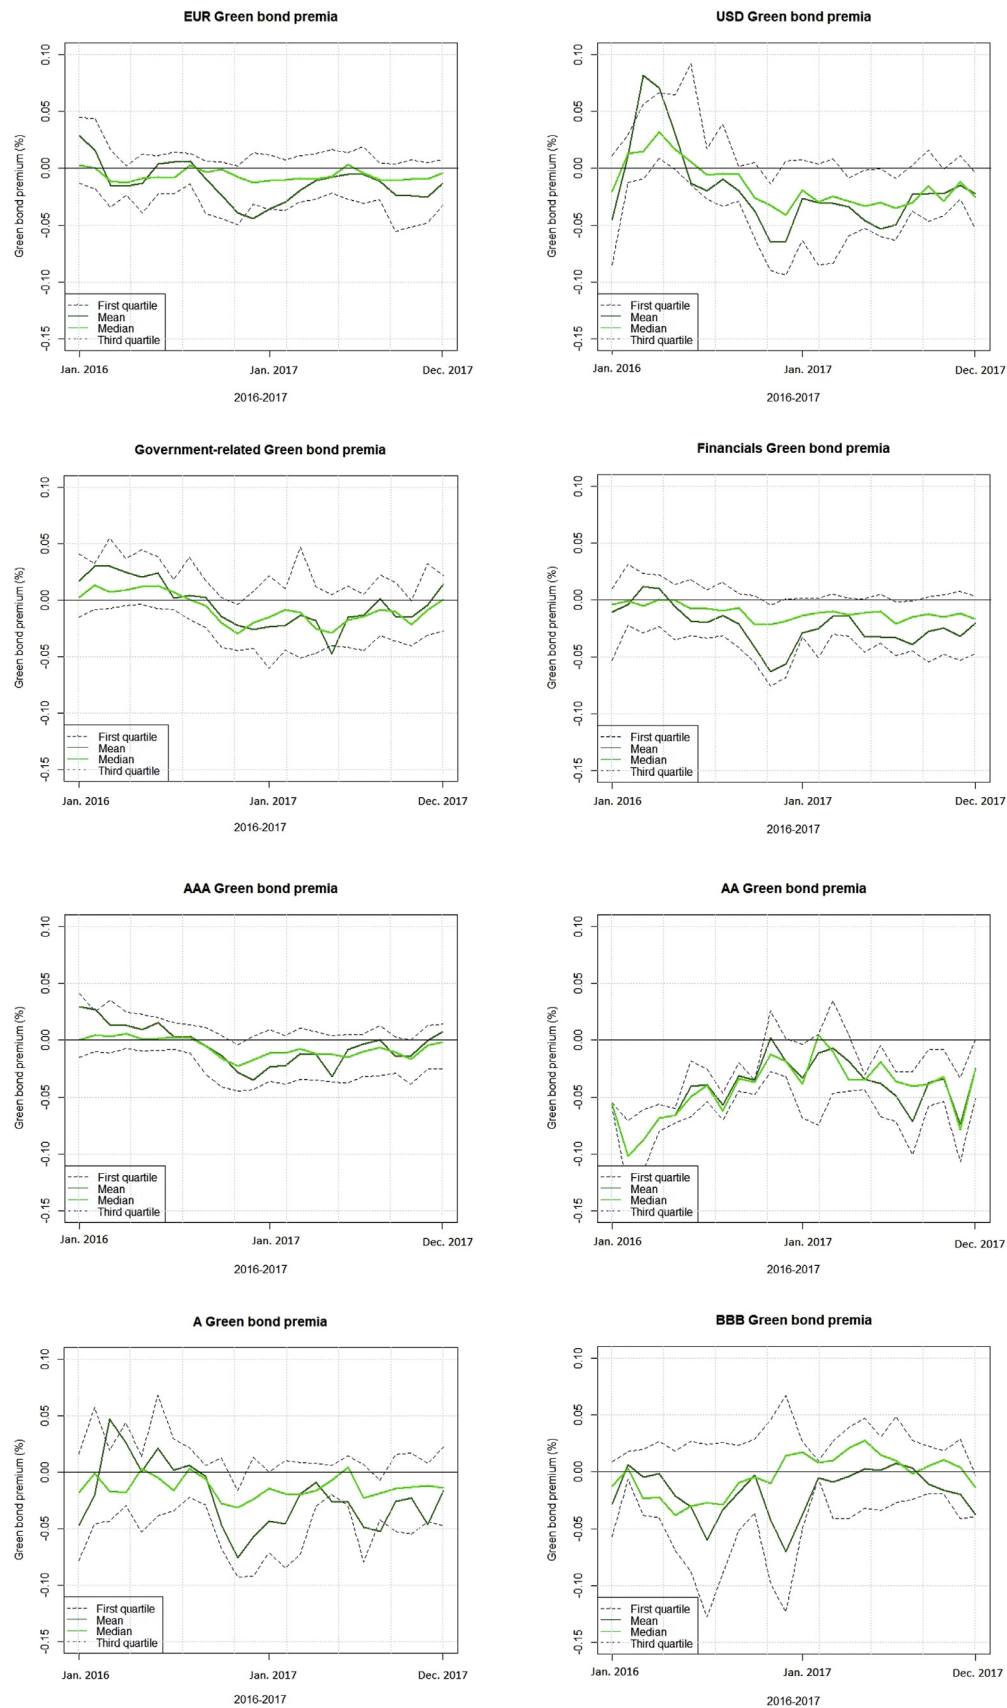 EUR Green bond premia
Green bond premium (%)
0.10
0.05
0.00
-0.05
-0.10
-0.15
First quartile
Mean
Median
Third quartile
Jan. 2016
Jan. 2017
Dec. 2017
2016-2017
USD Green bond premia
Green bond premium (%)
0.10
0.05
0.00
-0.05
-0.10
-0.15
First quartile
Mean
Median
Third quartile
Jan. 2016
Jan. 2017
Dec. 2017
2016-2017
Government-related Green bond premia
Green bond premium (%)
0.10
0.05
0.00
-0.05
-0.10
-0.15
First quartile
Mean
Median
Third quartile
Jan. 2016
Jan. 2017
Dec. 2017
2016-2017
Financials Green bond premia
Green bond premium (%)
0.10
0.05
0.00
-0.05
-0.10
-0.15
First quartile
Mean
Median
Third quartile
Jan. 2016
Jan. 2017
Dec. 2017
2016-2017
AAA Green bond premia
Green bond premium (%)
0.10
0.05
0.00
-0.05
-0.10
-0.15
First quartile
Mean
Median
Third quartile
Jan. 2016
Jan. 2017
Dec. 2017
2016-2017
AA Green bond premia
Green bond premium (%)
0.10
0.05
0.00
-0.05
-0.10
-0.15
First quartile
Mean
Median
Third quartile
Jan. 2016
Jan. 2017
Dec. 2017
2016-2017
A Green bond premia
Green bond premium (%)
0.10
0.05
0.00
-0.05
-0.10
-0.15
First quartile
Mean
Median
Third quartile
Jan. 2016
Jan. 2017
Dec. 2017
2016-2017
BBB Green bond premia
Green bond premium (%)
0.10
0.05
0.00
-0.05
-0.10
-0.15
First quartile
Mean
Median
Third quartile
Jan. 2016
Jan. 2017
Dec. 2017
2016-2017